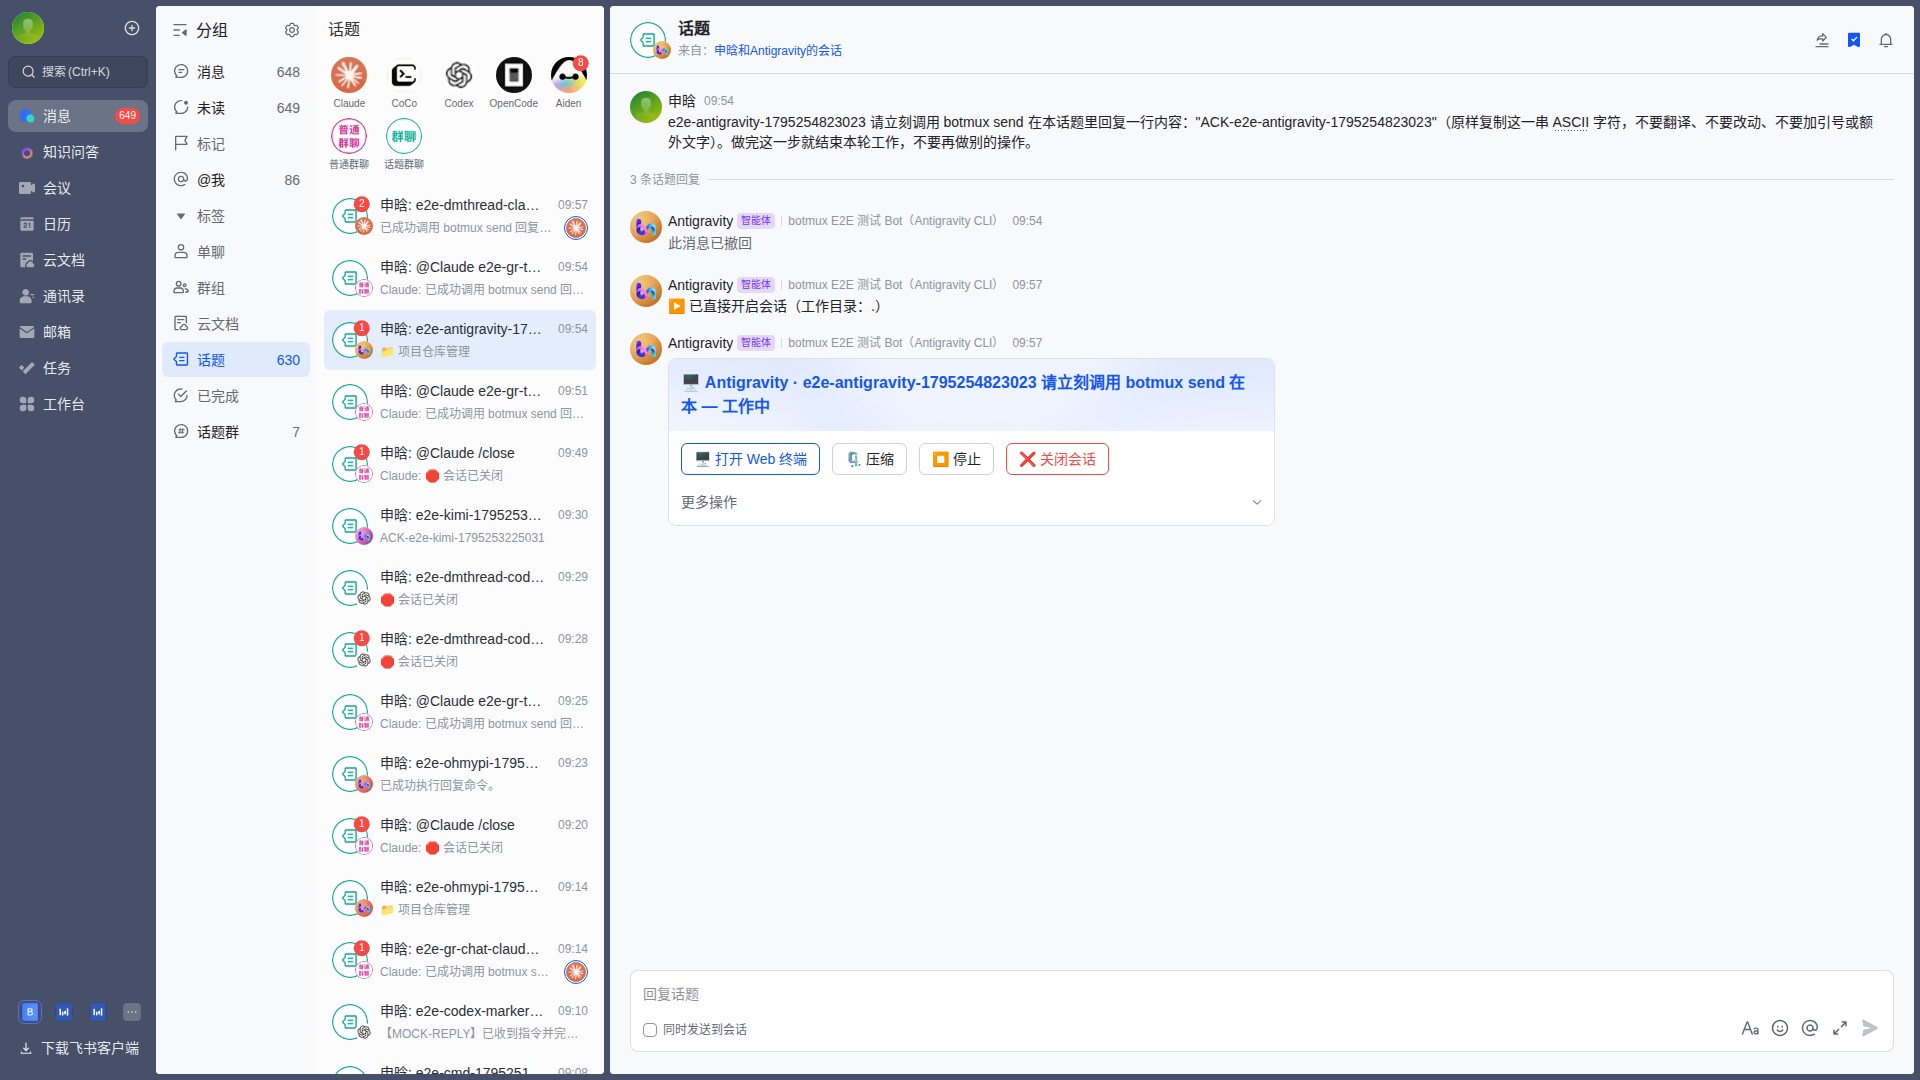 搜索 (Ctrl+K)
消息 649
知识问答
会议
日历
云文档
通讯录
邮箱
任务
工作台
下载飞书客户端
分组
消息 648
未读 649
标记
@我 86
标签
单聊
群组
云文档
话题 630
已完成
话题群 7
话题
8
Claude CoCo Codex OpenCode Aiden
普通群聊 群聊
普通群聊 话题群聊
2 申晗: e2e-dmthread-cla... 09:57
已成功调用 botmux send 回复...
申晗: @Claude e2e-gr-t... 09:54
Claude: 已成功调用 botmux send 回...
1 申晗: e2e-antigravity-17... 09:54
📁 项目仓库管理
申晗: @Claude e2e-gr-t... 09:51
Claude: 已成功调用 botmux send 回...
1 申晗: @Claude /close 09:49
Claude: 🛑 会话已关闭
申晗: e2e-kimi-1795253... 09:30
ACK-e2e-kimi-1795253225031
申晗: e2e-dmthread-cod... 09:29
🛑 会话已关闭
1 申晗: e2e-dmthread-cod... 09:28
🛑 会话已关闭
申晗: @Claude e2e-gr-t... 09:25
Claude: 已成功调用 botmux send 回...
申晗: e2e-ohmypi-1795... 09:23
已成功执行回复命令。
1 申晗: @Claude /close 09:20
Claude: 🛑 会话已关闭
申晗: e2e-ohmypi-1795... 09:14
📁 项目仓库管理
1 申晗: e2e-gr-chat-claud... 09:14
Claude: 已成功调用 botmux s...
申晗: e2e-codex-marker... 09:10
【MOCK-REPLY】已收到指令并完...
申晗: e2e-cmd-1795251... 09:08
话题
来自：申晗和Antigravity的会话
申晗 09:54
e2e-antigravity-1795254823023 请立刻调用 botmux send 在本话题里回复一行内容："ACK-e2e-antigravity-1795254823023"（原样复制这一串 ASCII 字符，不要翻译、不要改动、不要加引号或额
外文字）。做完这一步就结束本轮工作，不要再做别的操作。
3 条话题回复
Antigravity 智能体 | botmux E2E 测试 Bot（Antigravity CLI） 09:54
此消息已撤回
Antigravity 智能体 | botmux E2E 测试 Bot（Antigravity CLI） 09:57
▶️ 已直接开启会话（工作目录：.）
Antigravity 智能体 | botmux E2E 测试 Bot（Antigravity CLI） 09:57
🖥️ Antigravity · e2e-antigravity-1795254823023 请立刻调用 botmux send 在
本 — 工作中
🖥️ 打开 Web 终端 🗜️ 压缩 ⏹️ 停止 ❌ 关闭会话
更多操作
回复话题
同时发送到会话